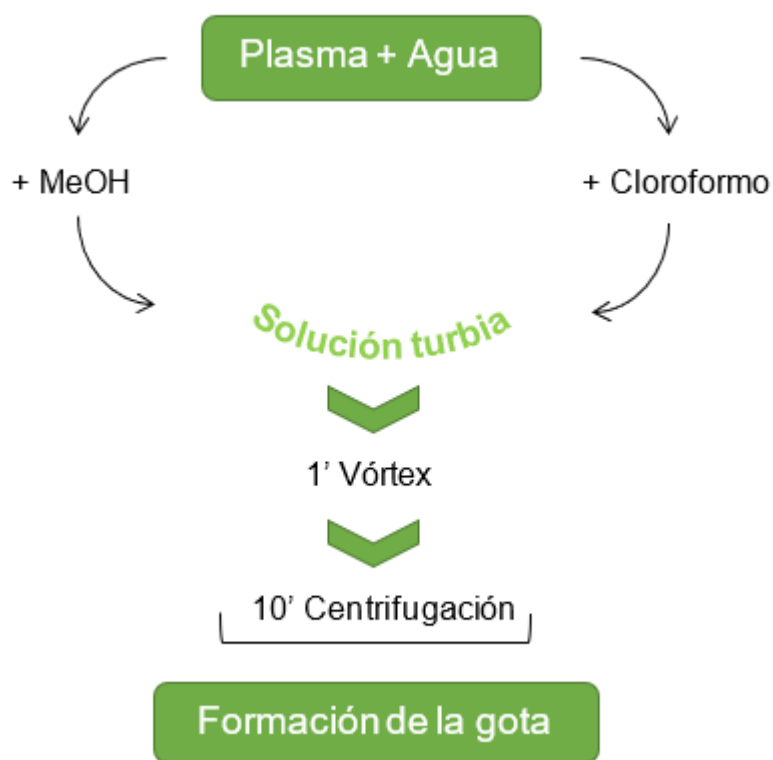 Plasma + Agua
+ MeOH
+ Cloroformo
Solución turbia
1’ Vórtex
10’ Centrifugación
Formación de la gota